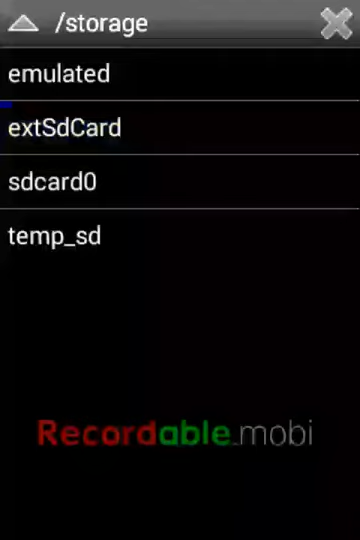 /storage
emulated
extSdCard
sdcard0
temp_sd
Recordable.mobi